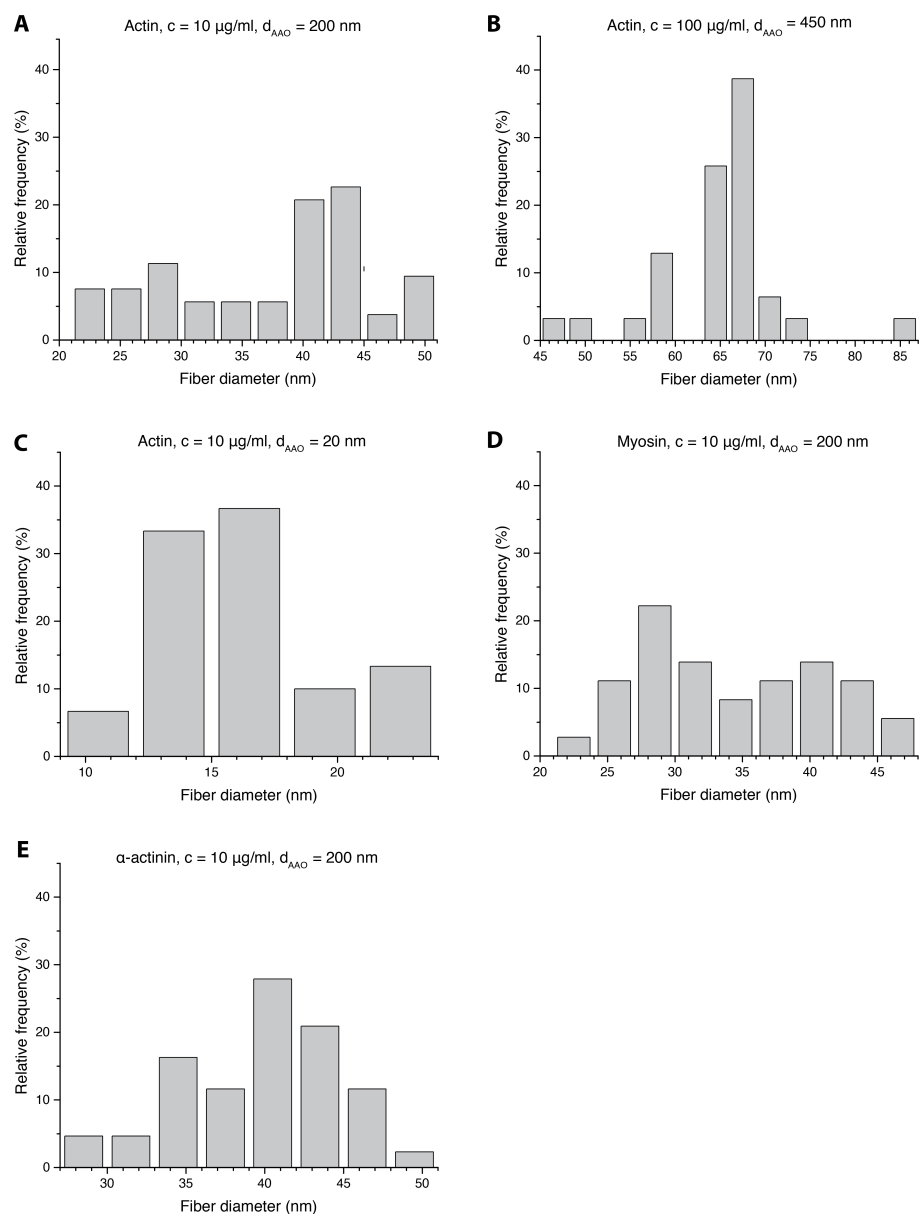 A
Actin, c = 10 µg/ml, dAAO = 200 nm
Relative frequency (%)
40
30
20
10
0
20 25 30 35 40 45 50
Fiber diameter (nm)
B
Actin, c = 100 µg/ml, dAAO = 450 nm
Relative frequency (%)
40
30
20
10
0
45 50 55 60 65 70 75 80 85
Fiber diameter (nm)
C
Actin, c = 10 µg/ml, dAAO = 20 nm
Relative frequency (%)
40
30
20
10
0
10 15 20
Fiber diameter (nm)
D
Myosin, c = 10 µg/ml, dAAO = 200 nm
Relative frequency (%)
40
30
20
10
0
20 25 30 35 40 45
Fiber diameter (nm)
E
α-actinin, c = 10 µg/ml, dAAO = 200 nm
Relative frequency (%)
40
30
20
10
0
30 35 40 45 50
Fiber diameter (nm)